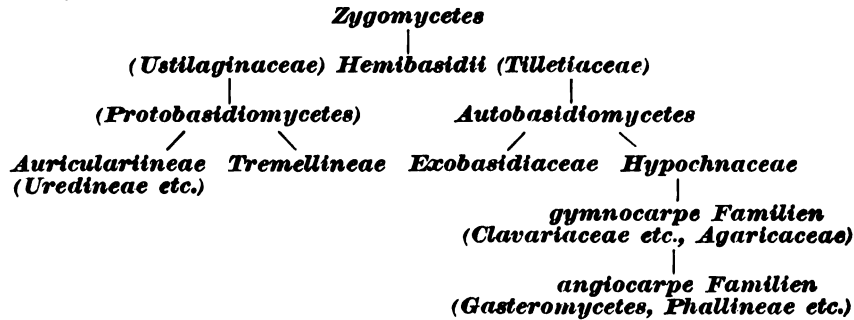 Zygomycetes
(Ustilaginaceae) Hemibasidii (Tilletiaceae)
(Protobasidiomycetes) Autobasidiomycetes
Auriculariineae Tremellineae Exobasidiaceae Hypochnaceae
(Uredineae etc.)
gymnocarpe Familien
(Clavariaceae etc., Agaricaceae)
angiocarpe Familien
(Gasteromycetes, Phallineae etc.)